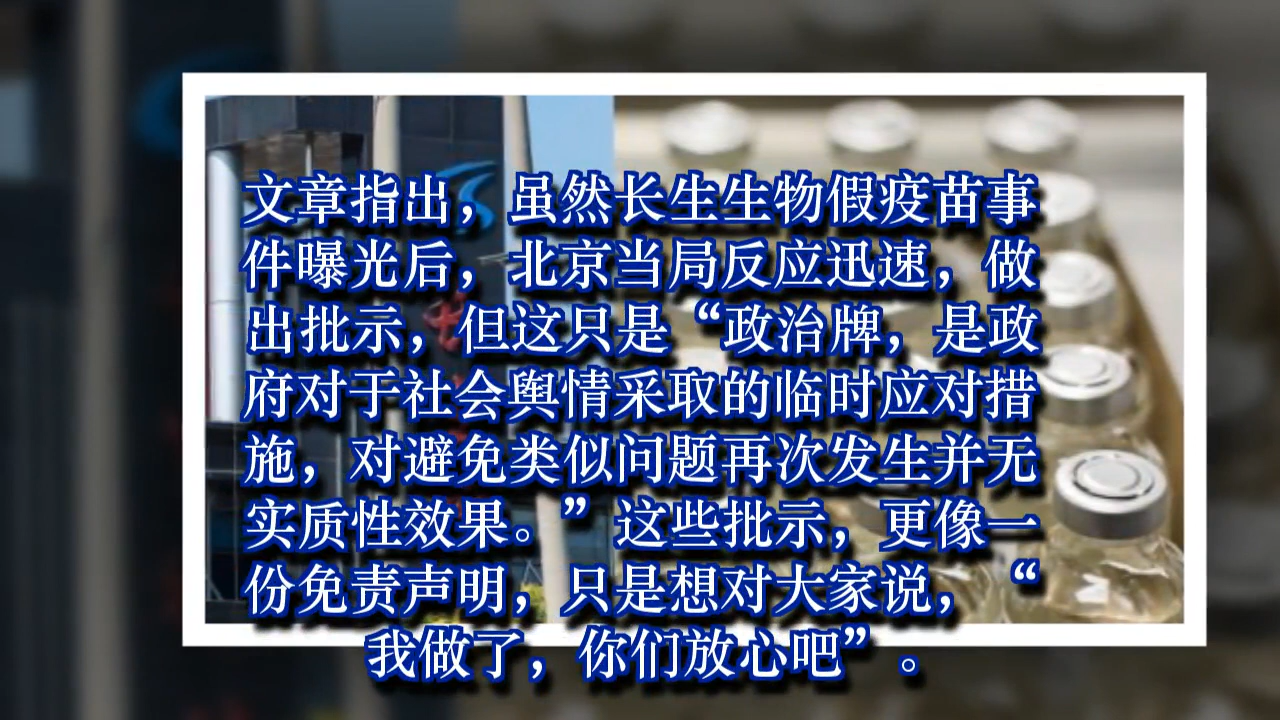 文章指出，虽然长生生物假疫苗事
件曝光后，北京当局反应迅速，做
出批示，但这只是“政治牌，是政
府对于社会舆情采取的临时应对措
施，对避免类似问题再次发生并无
实质性效果。”这些批示，更像一
份免责声明，只是想对大家说，“
我做了，你们放心吧”。